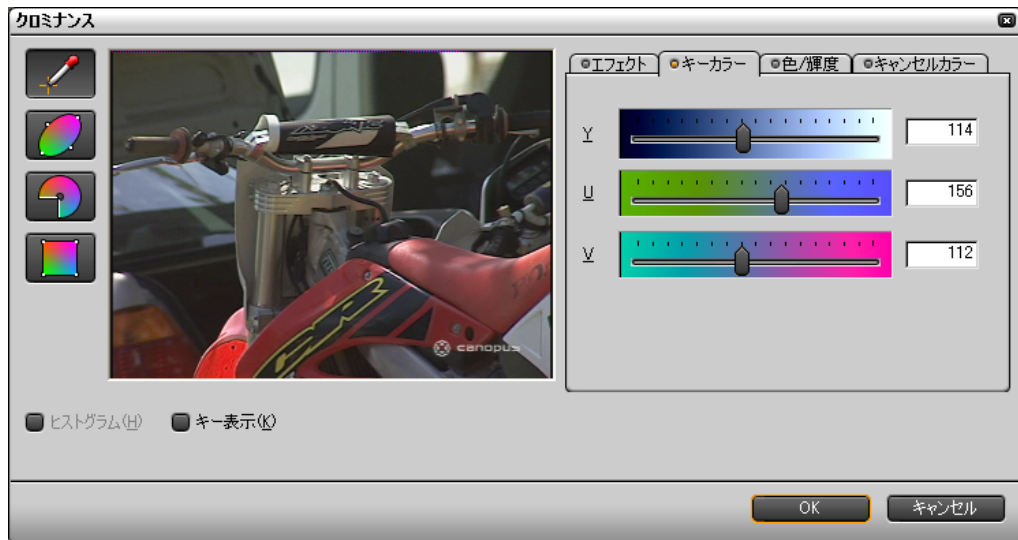 クロミナンス
エフェクト キーカラー 色/輝度 キャンセルカラー
Y 114
U 156
V 112
canopus
ヒストグラム(H) キー表示(K)
OK キャンセル